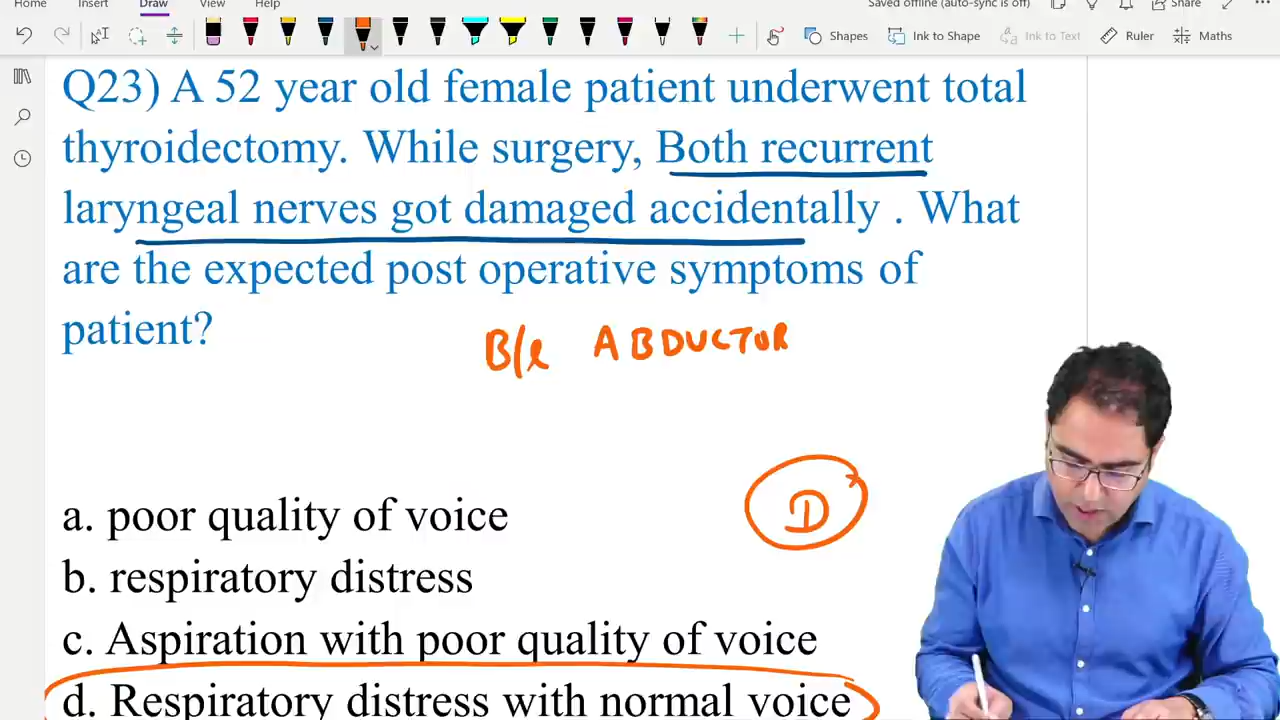 Home Insert Draw View Help Saved offline (auto-sync is off) Share
Shapes Ink to Shape Ink to Text Ruler Maths
Q23) A 52 year old female patient underwent total
thyroidectomy. While surgery, Both recurrent
laryngeal nerves got damaged accidentally . What
are the expected post operative symptoms of
patient?
B/l ABDUCTOR
D
a. poor quality of voice
b. respiratory distress
c. Aspiration with poor quality of voice
d. Respiratory distress with normal voice